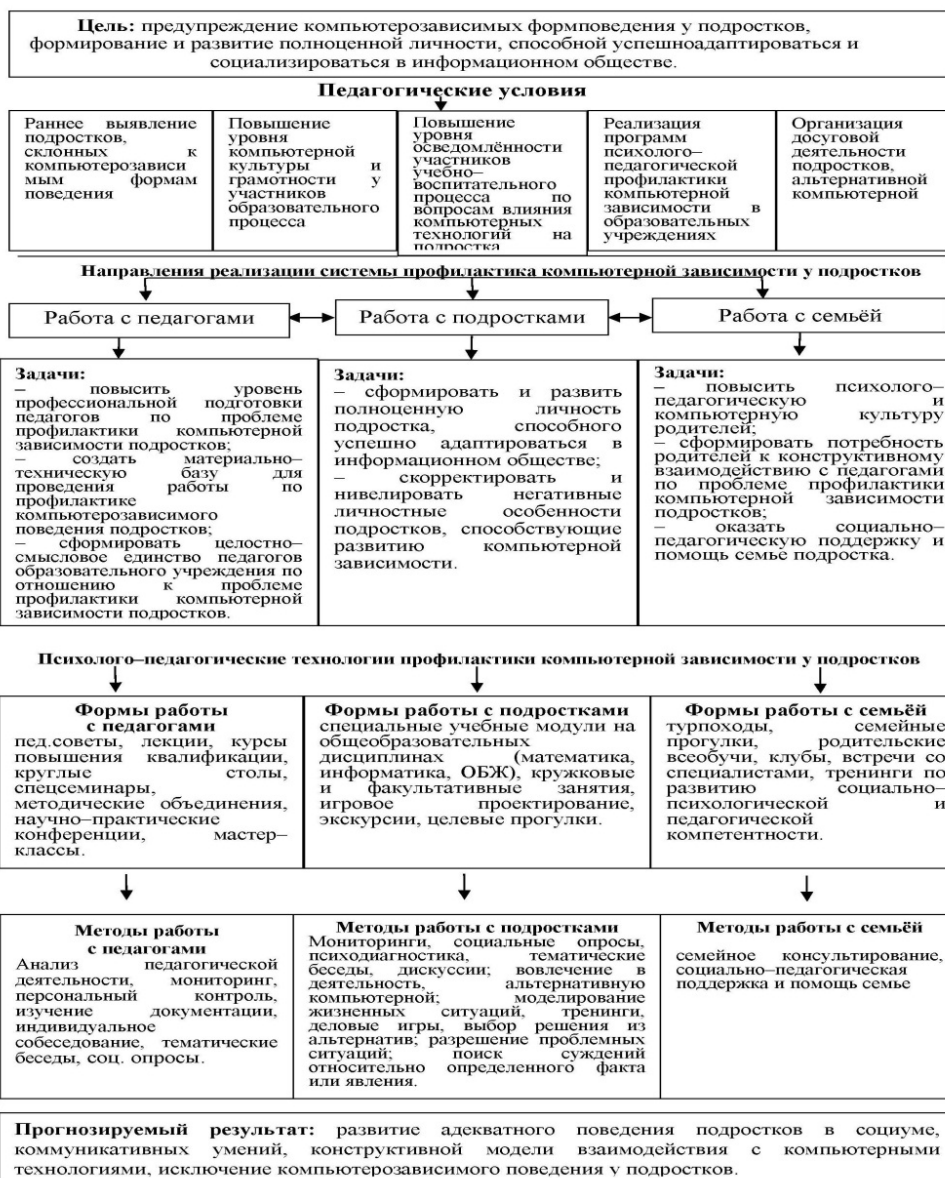 Цель: предупреждение компьютерозависимых формповедения у подростков,
формирование и развитие полноценной личности, способной успешноадаптироваться и
социализироваться в информационном обществе.
Педагогические условия
Раннее выявление
подростков,
склонных к
компьютерозависи
мым формам
поведения
Повышение
уровня
компьютерной
культуры и
грамотности у
участников
образовательного
процесса
Повышение
уровня
осведомлённости
участников
учебно–
воспитательного
процесса по
вопросам влияния
компьютерных
технологий на
подростка
Реализация
программ
психолого–
педагогической
профилактики
компьютерной
зависимости в
образовательных
учреждениях
Организация
досуговой
деятельности
подростков,
альтернативной
компьютерной
Направления реализации системы профилактика компьютерной зависимости у подростков
Работа с педагогами
Работа с подростками
Работа с семьёй
Задачи:
– повысить уровень
профессиональной подготовки
педагогов по проблеме
профилактики компьютерной
зависимости подростков;
– создать материально–
техническую базу для
проведения работы по
профилактике
компьютерозависимого
поведения подростков;
– сформировать целостно–
смысловое единство педагогов
образовательного учреждения по
отношению к проблеме
профилактики компьютерной
зависимости подростков.
Задачи:
– сформировать и развить
полноценную личность
подростка, способного
успешно адаптироваться в
информационном обществе;
– скорректировать и
нивелировать негативные
личностные особенности
подростков, способствующие
развитию компьютерной
зависимости.
Задачи:
– повысить психолого–
педагогическую и
компьютерную культуру
родителей;
– сформировать потребность
родителей к конструктивному
взаимодействию с педагогами
по проблеме профилактики
компьютерной зависимости
подростков;
– оказать социально–
педагогическую поддержку и
помощь семье подростка.
Психолого–педагогические технологии профилактики компьютерной зависимости у подростков
Формы работы
с педагогами
пед.советы, лекции, курсы
повышения квалификации,
круглые столы,
спецсеминары,
методические объединения,
научно–практические
конференции, мастер–
классы.
Формы работы с подростками
специальные учебные модули на
общеобразовательных
дисциплинах (математика,
информатика, ОБЖ), кружковые
и факультативные занятия,
игровое проектирование,
экскурсии, целевые прогулки.
Формы работы с семьёй
турпоходы, семейные
прогулки, родительские
всеобучи, клубы, встречи со
специалистами, тренинги по
развитию социально–
психологической и
педагогической
компетентности.
Методы работы
с педагогами
Анализ педагогической
деятельности, мониторинг,
персональный контроль,
изучение документации,
индивидуальное
собеседование, тематические
беседы, соц. опросы.
Методы работы с подростками
Мониторинги, социальные опросы,
психодиагностика, тематические
беседы, дискуссии; вовлечение в
деятельность, альтернативную
компьютерной; моделирование
жизненных ситуаций, тренинги,
деловые игры, выбор решения из
альтернатив; разрешение проблемных
ситуаций; поиск суждений
относительно определенного факта
или явления.
Методы работы с семьёй
семейное консультирование,
социально–педагогическая
поддержка и помощь семье
Прогнозируемый результат: развитие адекватного поведения подростков в социуме,
коммуникативных умений, конструктивной модели взаимодействия с компьютерными
технологиями, исключение компьютерозависимого поведения у подростков.